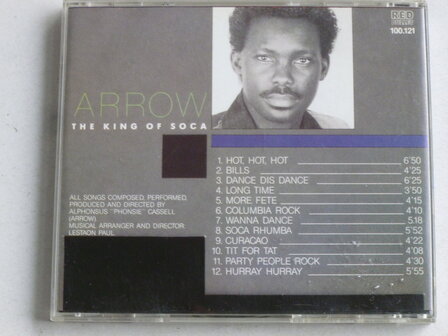 RED
BULLET
100.121
ARROW
THE KING OF SOCA
1. HOT, HOT, HOT 6'50
2. BILLS 4'25
3. DANCE DIS DANCE 6'25
4. LONG TIME 3'50
5. MORE FETE 4'15
6. COLUMBIA ROCK 4'10
7. WANNA DANCE 5.18
8. SOCA RHUMBA 5'52
9. CURACAO 4'22
10. TIT FOR TAT 4'08
11. PARTY PEOPLE ROCK 4'30
12. HURRAY HURRAY 5'55
ALL SONGS COMPOSED, PERFORMED,
PRODUCED AND DIRECTED BY
ALPHONSUS "PHONSIE" CASSELL
(ARROW)
MUSICAL ARRANGER AND DIRECTOR:
LESTAON PAUL